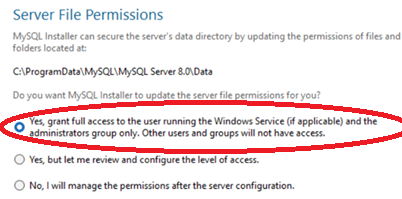 Server File Permissions
MySQL Installer can secure the server's data directory by updating the permissions of files and
folders located at:
C:\ProgramData\MySQL\MySQL Server 8.0\Data
Do you want MySQL Installer to update the server file permissions for you?
Yes, grant full access to the user running the Windows Service (if applicable) and the
administrators group only. Other users and groups will not have access.
Yes, but let me review and configure the level of access.
No, I will manage the permissions after the server configuration.